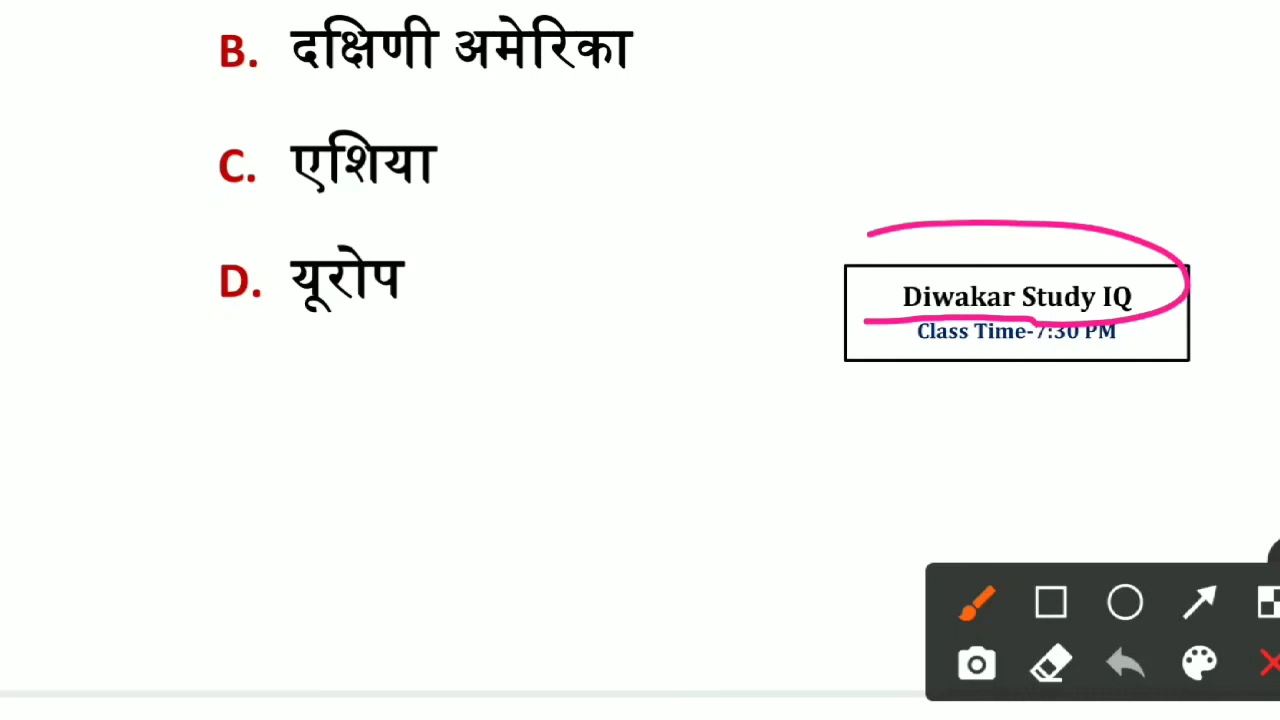 B. दक्षिणी अमेरिका
C. एशिया
D. यूरोप
Diwakar Study IQ
Class Time-7:30 PM